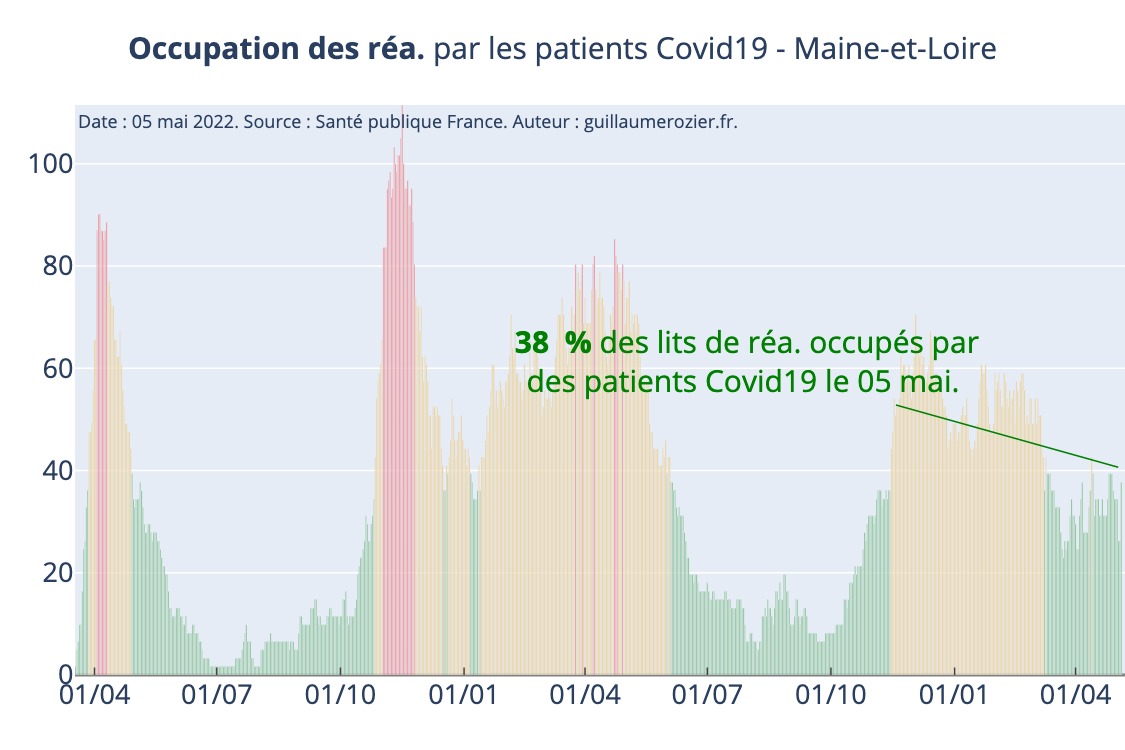 Occupation des réa. par les patients Covid19 - Maine-et-Loire
Date : 05 mai 2022. Source : Santé publique France. Auteur : guillaumerozier.fr.
100
80
60
40
20
0
38 % des lits de réa. occupés par
des patients Covid19 le 05 mai.
01/04 01/07 01/10 01/01 01/04 01/07 01/10 01/01 01/04